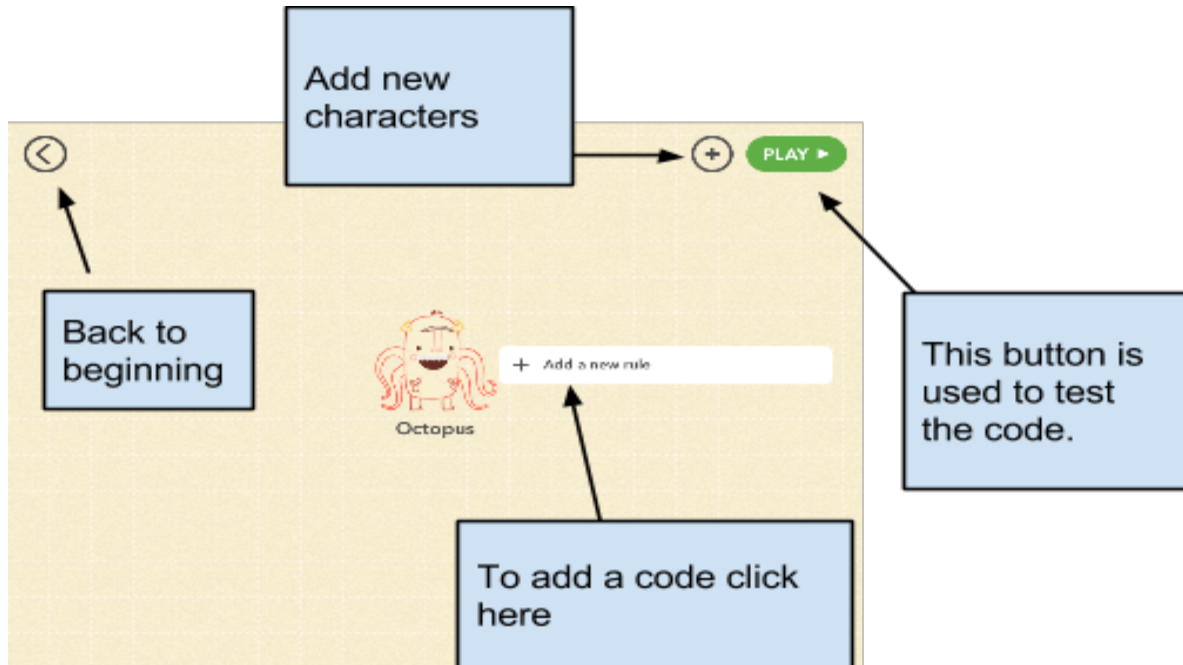 Add new
characters
PLAY
Back to
beginning
Add a new rule
Octopus
This button is
used to test
the code.
To add a code click
here